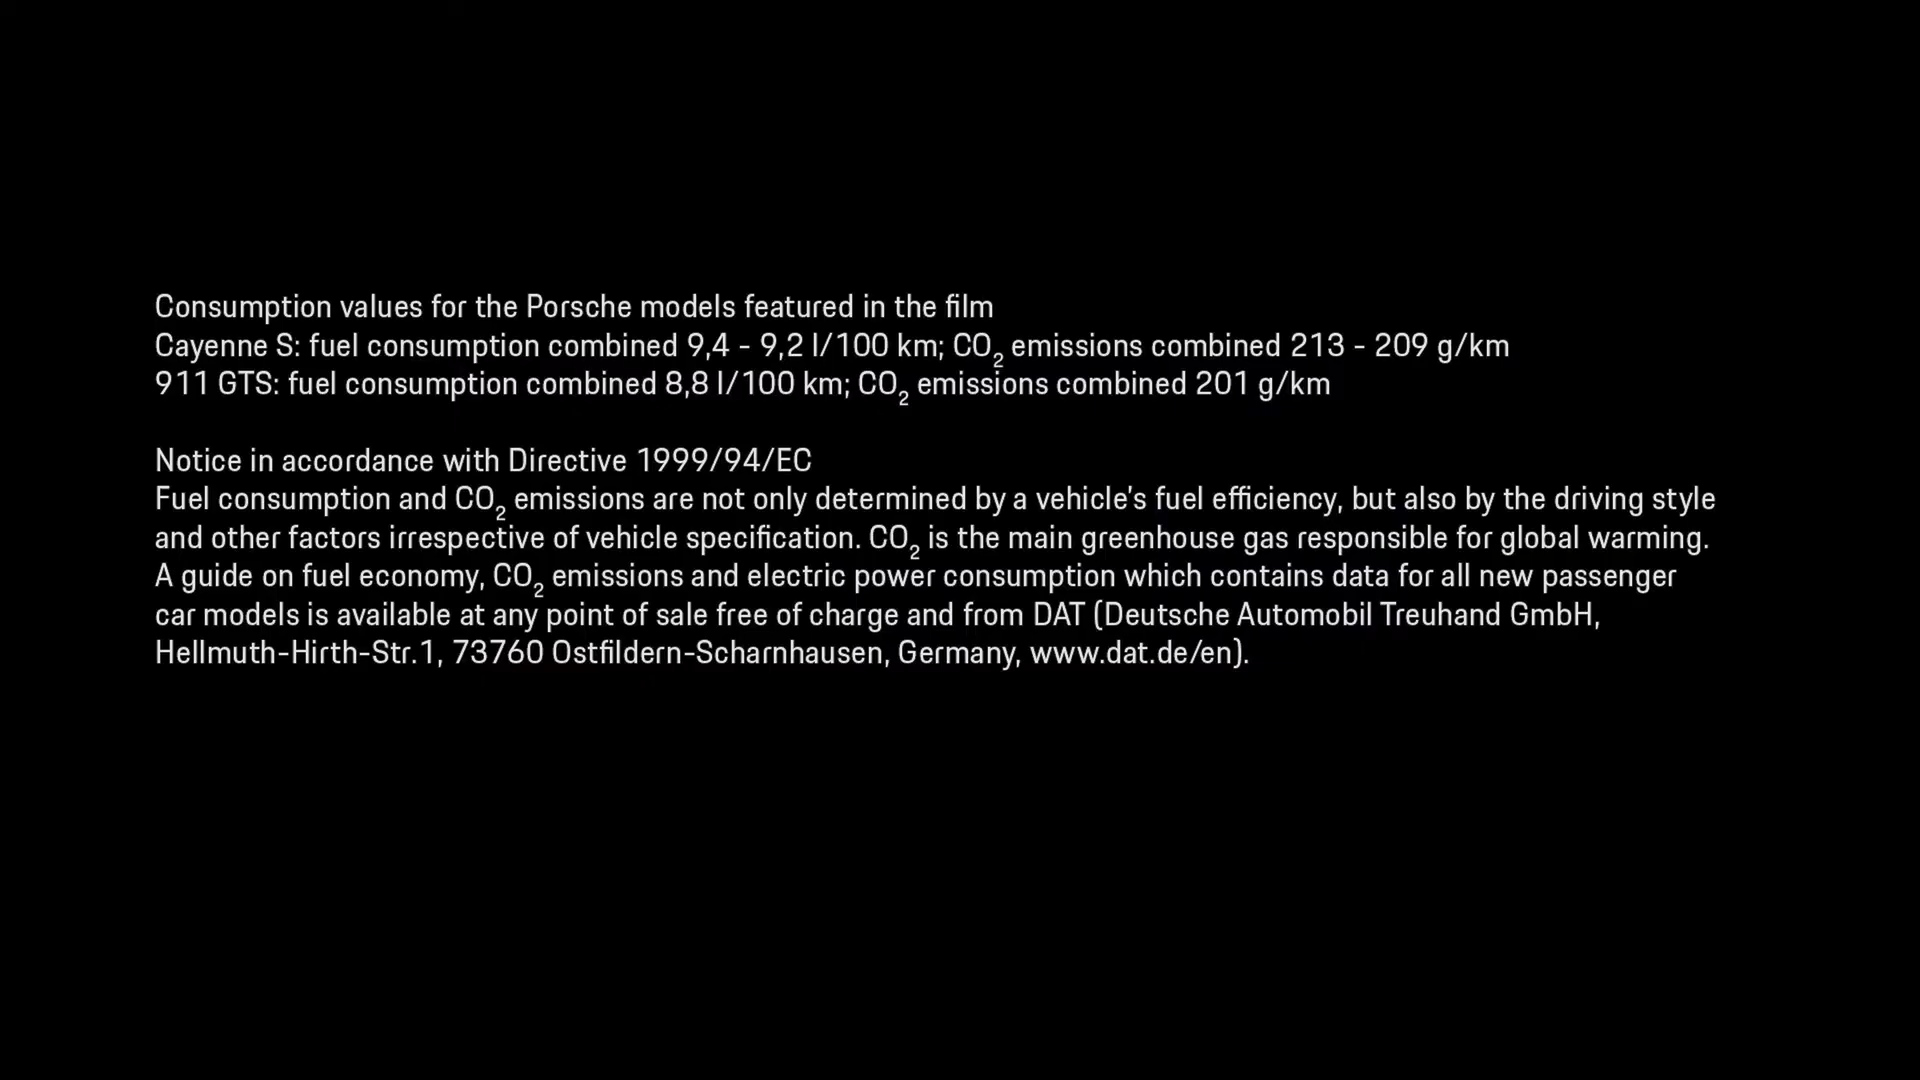 Consumption values for the Porsche models featured in the film
Cayenne S: fuel consumption combined 9,4 - 9,2 l/100 km; CO₂ emissions combined 213 - 209 g/km
911 GTS: fuel consumption combined 8,8 l/100 km; CO₂ emissions combined 201 g/km
Notice in accordance with Directive 1999/94/EC
Fuel consumption and CO₂ emissions are not only determined by a vehicle’s fuel efficiency, but also by the driving style
and other factors irrespective of vehicle specification. CO₂ is the main greenhouse gas responsible for global warming.
A guide on fuel economy, CO₂ emissions and electric power consumption which contains data for all new passenger
car models is available at any point of sale free of charge and from DAT (Deutsche Automobil Treuhand GmbH,
Hellmuth-Hirth-Str.1, 73760 Ostfildern-Scharnhausen, Germany, www.dat.de/en).